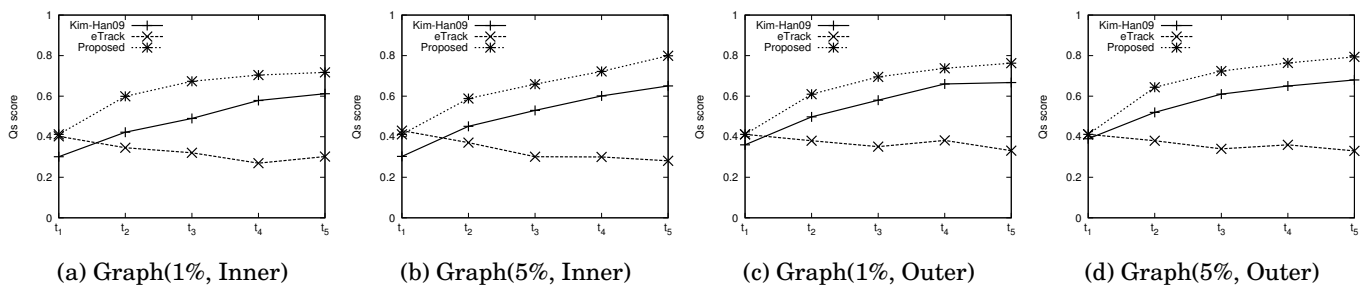 Kim-Han09
eTrack
Proposed
Qs score
1
0.8
0.6
0.4
0.2
0
t1 t2 t3 t4 t5
(a) Graph(1%, Inner)
Kim-Han09
eTrack
Proposed
Qs score
1
0.8
0.6
0.4
0.2
0
t1 t2 t3 t4 t5
(b) Graph(5%, Inner)
Kim-Han09
eTrack
Proposed
Qs score
1
0.8
0.6
0.4
0.2
0
t1 t2 t3 t4 t5
(c) Graph(1%, Outer)
Kim-Han09
eTrack
Proposed
Qs score
1
0.8
0.6
0.4
0.2
0
t1 t2 t3 t4 t5
(d) Graph(5%, Outer)